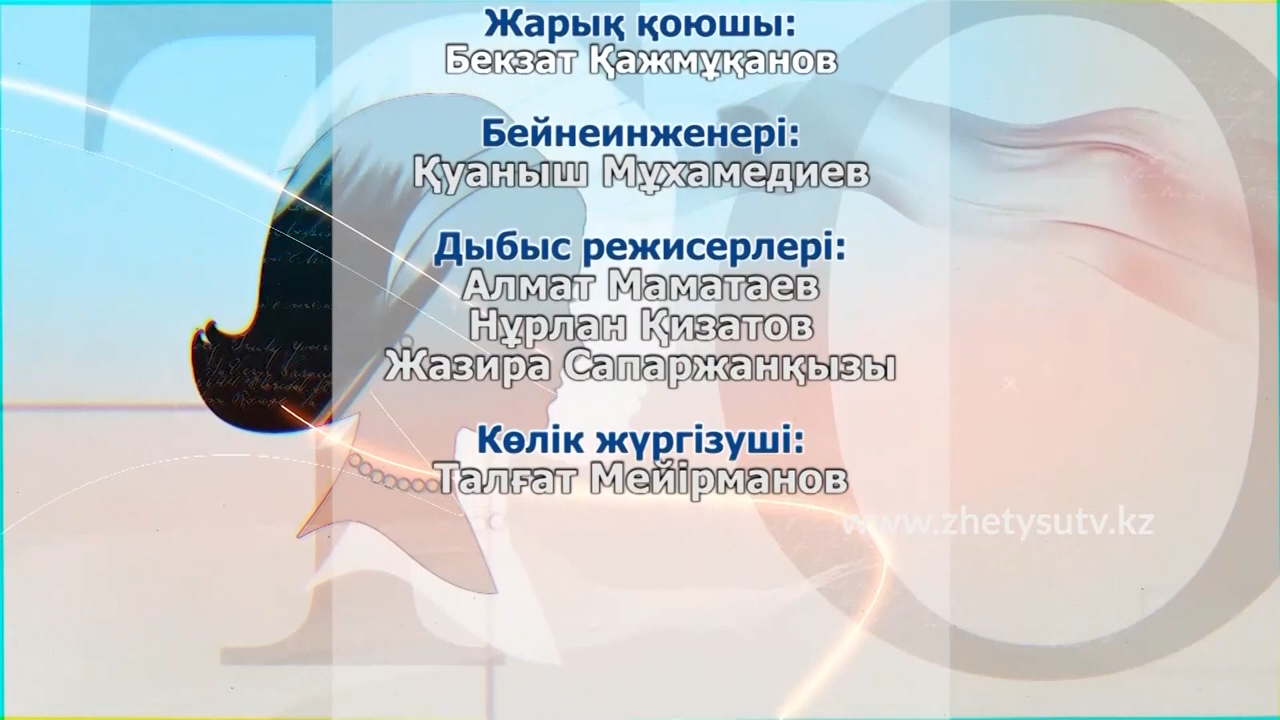 Жарық қоюшы:
Бекзат Қажмұқанов
Бейнеинженері:
Қуаныш Мұхамедиев
Дыбыс режисерлері:
Алмат Маматаев
Нұрлан Қизатов
Жазира Сапаржанқызы
Көлік жүргізуші:
Талғат Мейірманов
www.zhetysutv.kz